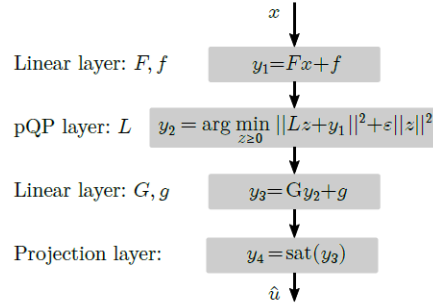 x
Linear layer: F, f y₁=Fx+f
pQP layer: L y₂ = arg min_{z≥0} ||Lz+y₁||²+ε||z||²
Linear layer: G, g y₃=Gy₂+g
Projection layer: y₄=sat(y₃)
û